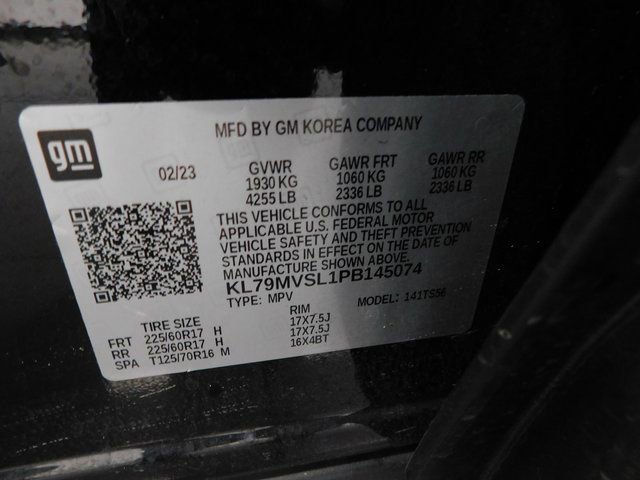 gm
MFD BY GM KOREA COMPANY
02/23
GVWR GAWR FRT GAWR RR
1930 KG 1060 KG 1060 KG
4255 LB 2336 LB 2336 LB
THIS VEHICLE CONFORMS TO ALL
APPLICABLE U.S. FEDERAL MOTOR
VEHICLE SAFETY AND THEFT PREVENTION
STANDARDS IN EFFECT ON THE DATE OF
MANUFACTURE SHOWN ABOVE.
KL79MVSL1PB145074
TYPE: MPV MODEL: 141TS56
TIRE SIZE RIM
FRT 225/60R17 H 17X7.5J
RR 225/60R17 H 17X7.5J
SPA T125/70R16 M 16X4BT